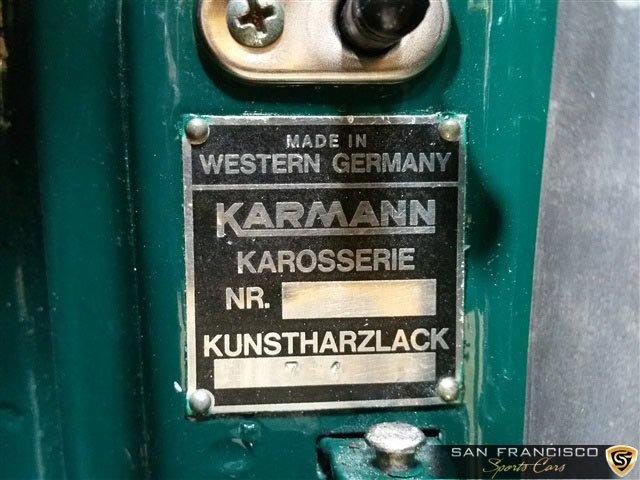 MADE IN
WESTERN GERMANY
KARMANN
KAROSSERIE
NR.
KUNSTHARZLACK
SAN FRANCISCO
Sports Cars